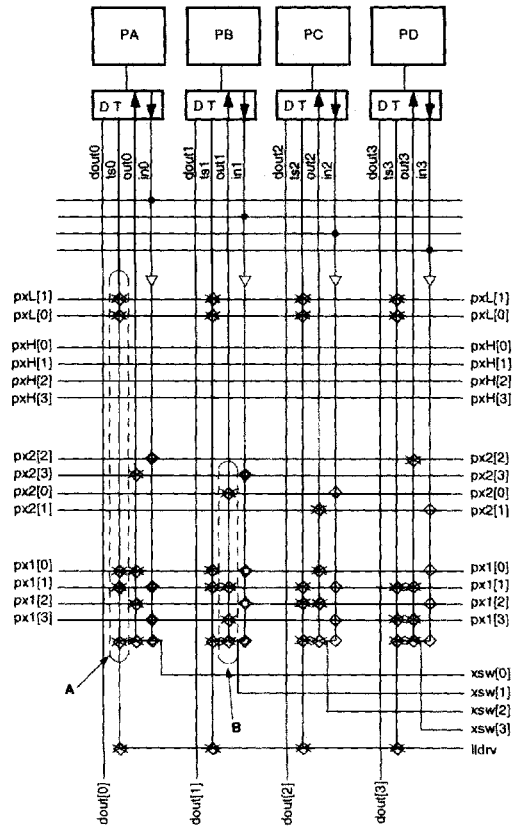 PA PB PC PD
D T D T D T D T
dout0 ts0 out0 in0 dout1 ts1 out1 in1 dout2 ts2 out2 in2 dout3 ts3 out3 in3
pxL[1] pxL[1]
pxL[0] pxL[0]
pxH[0] pxH[0]
pxH[1] pxH[1]
pxH[2] pxH[2]
pxH[3] pxH[3]
px2[2] px2[2]
px2[3] px2[3]
px2[0] px2[0]
px2[1] px2[1]
px1[0] px1[0]
px1[1] px1[1]
px1[2] px1[2]
px1[3] px1[3]
xsw[0]
A
xsw[1]
B
xsw[2]
xsw[3]
lldrv
dout[0] dout[1] dout[2] dout[3]